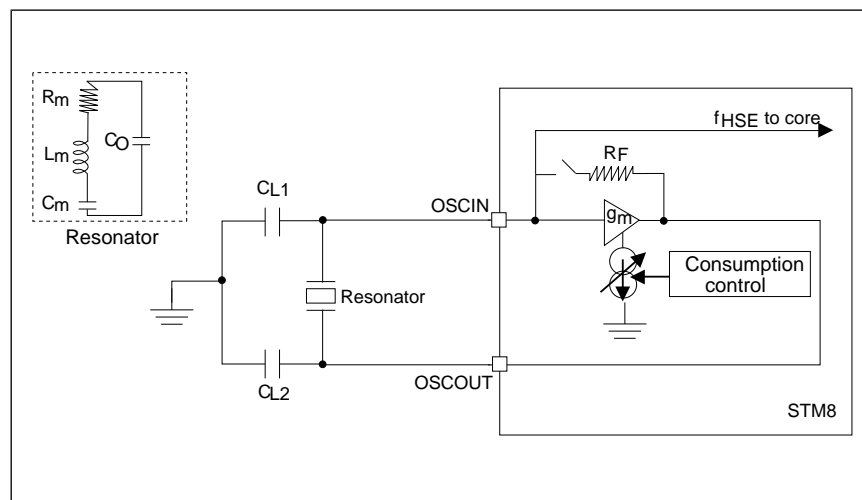 Rm
Lm
Cm
CO
Resonator
CL1
CL2
Resonator
OSCIN
OSCOUT
fHSE to core
RF
gm
Consumption
control
STM8